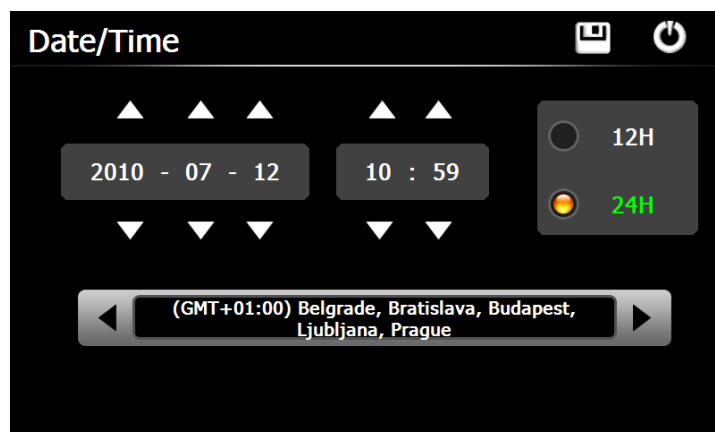 Date/Time
2010 - 07 - 12
10 : 59
12H
24H
(GMT+01:00) Belgrade, Bratislava, Budapest,
Ljubljana, Prague